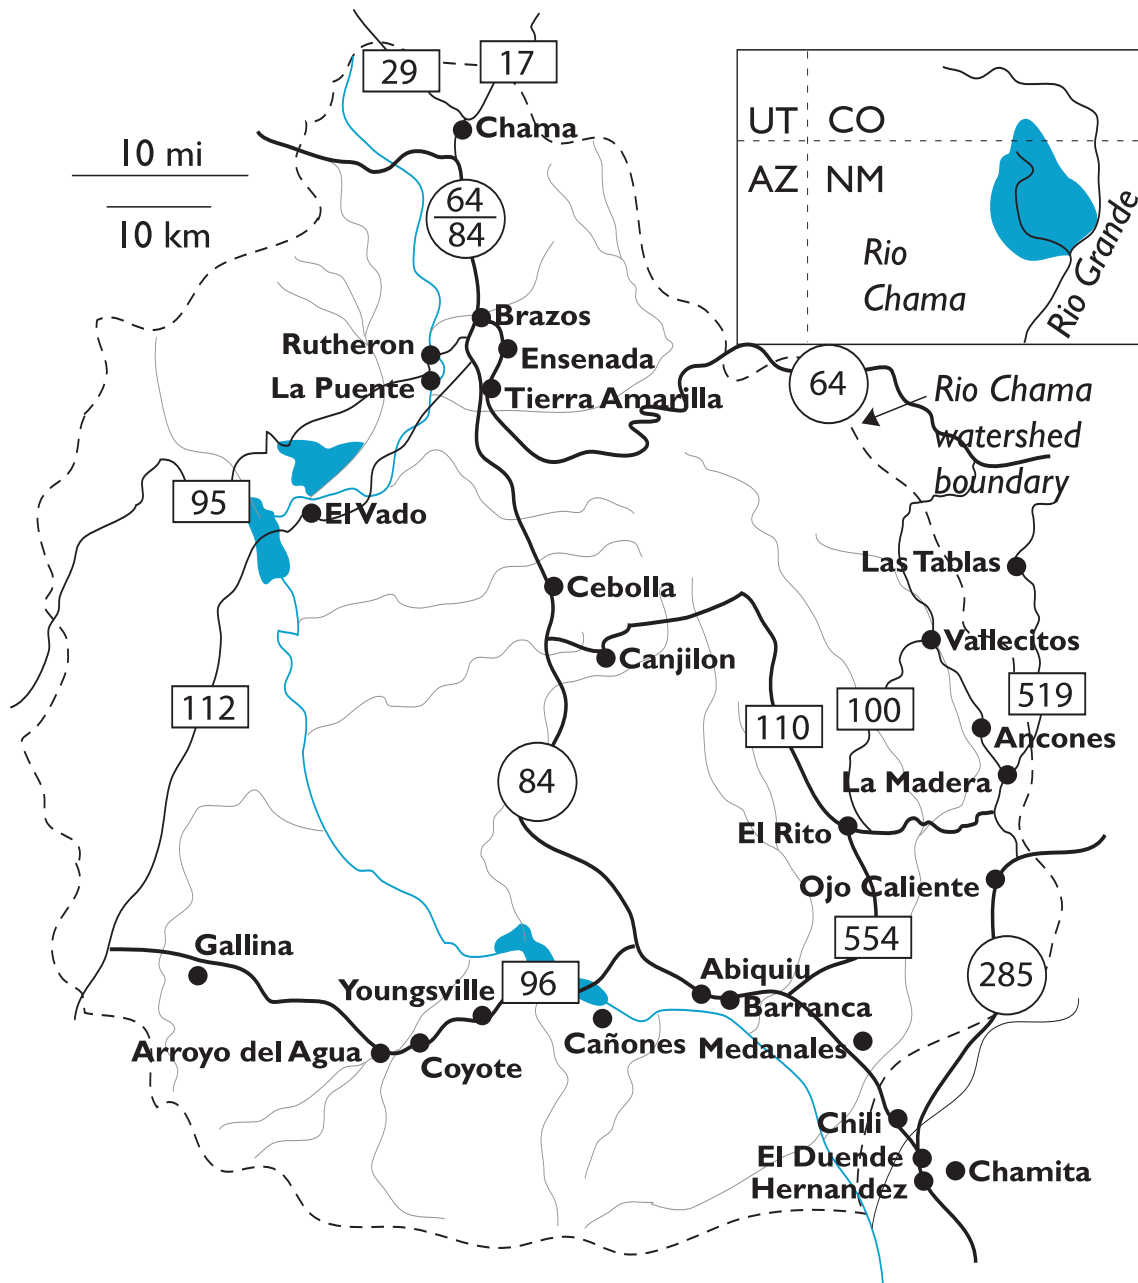 29
17
Chama
10 mi
10 km
UT
CO
AZ
NM
Rio
Chama
Rio Grande
64
84
Brazos
Rutheron
Ensenada
La Puente
Tierra Amarilla
64
Rio Chama
watershed
boundary
95
El Vado
Las Tablas
Cebolla
Vallecitos
Canjilon
112
110
100
519
Ancones
84
La Madera
El Rito
Ojo Caliente
Gallina
554
Abiquiu
285
Youngsville
96
Barranca
Arroyo del Agua
Coyote
Cañones
Medanales
Chili
El Duende
Chamita
Hernandez